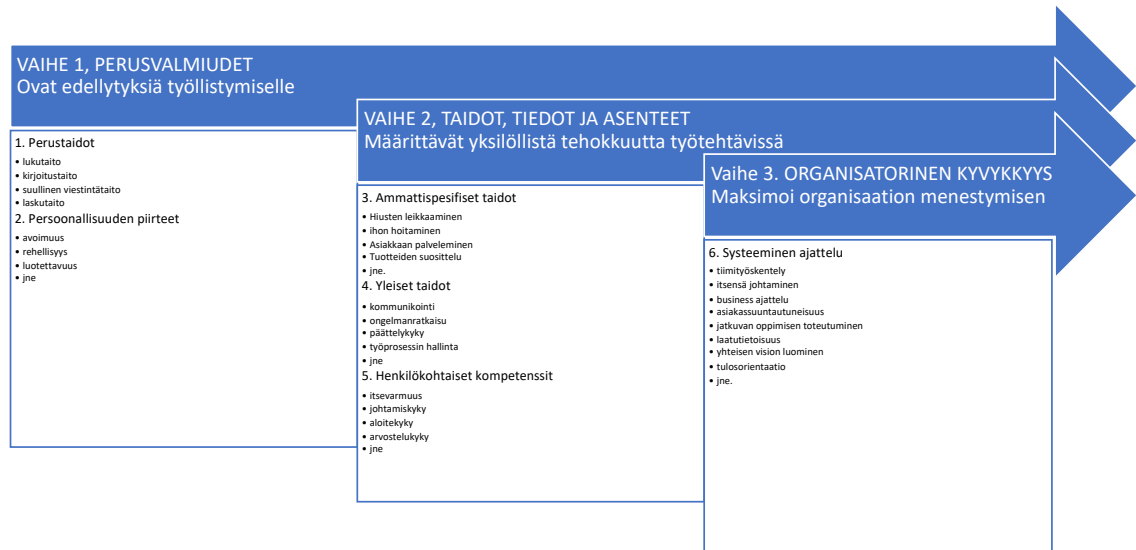 VAIHE 1, PERUSVALMIUDET
Ovat edellytyksiä työllistymiselle
1. Perustaidot
• lukutaito
• kirjoitustaito
• suullinen viestintätaito
• laskutaito
2. Persoonallisuuden piirteet
• avoimuus
• rehellisyys
• luotettavuus
• jne
VAIHE 2, TAIDOT, TIEDOT JA ASENTEET
Määrittävät yksilöllistä tehokkuutta työtehtävissä
3. Ammattispesifiset taidot
• Hiusten leikkaaminen
• ihon hoitaminen
• Asiakkaan palveleminen
• Tuotteiden suosittelu
• jne.
4. Yleiset taidot
• kommunikointi
• ongelmanratkaisu
• päättelykyky
• työprosessin hallinta
• jne
5. Henkilökohtaiset kompetenssit
• itsevarmuus
• johtamiskyky
• aloitekyky
• arvostelukyky
• jne
Vaihe 3. ORGANISATORINEN KYVYKKYYS
Maksimoi organisaation menestymisen
6. Systeeminen ajattelu
• tiimityöskentely
• itsensä johtaminen
• business ajattelu
• asiakassuuntautuneisuus
• jatkuvan oppimisen toteutuminen
• laatutietoisuus
• yhteisen vision luominen
• tulosorientaatio
• jne.